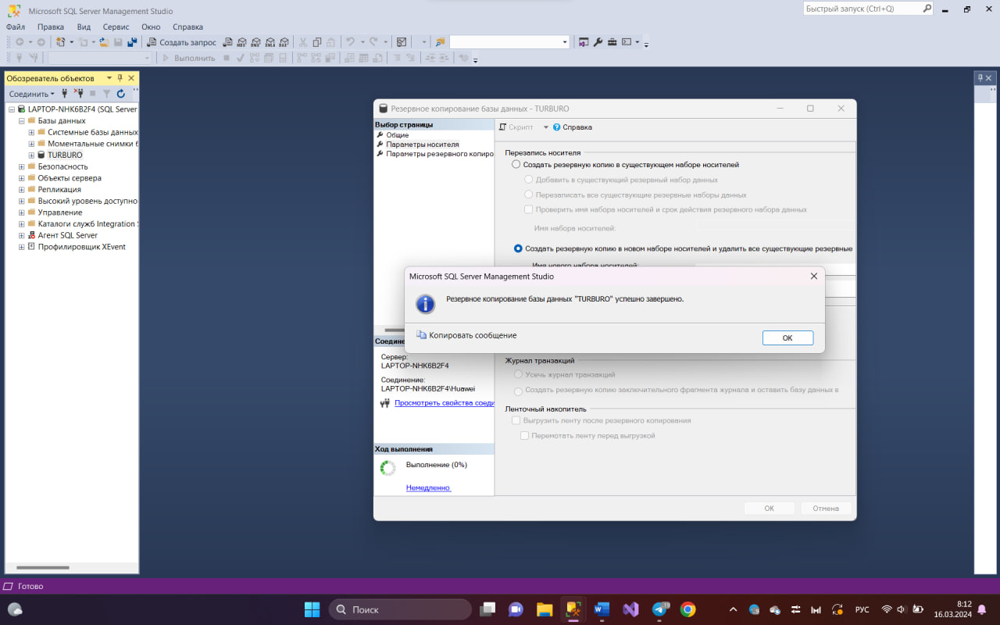 Microsoft SQL Server Management Studio
Быстрый запуск (Ctrl+Q)
Файл Правка Вид Сервис Окно Справка
Создать запрос
Выполнить
Обозреватель объектов
Соединить
LAPTOP-NHK6B2F4 (SQL Server
Базы данных
Системные базы данных
Моментальные снимки б
TURBURO
Безопасность
Объекты сервера
Репликация
Высокий уровень доступно
Управление
Каталоги служб Integration S
Агент SQL Server
Профилировщик XEvent
Резервное копирование базы данных - TURBURO
Выбор страницы
Общие
Параметры носителя
Параметры резервного копиро
Скрипт
Справка
Перезапись носителя
Создать резервную копию в существующем наборе носителей
Добавить в существующий резервный набор данных
Перезаписать все существующие резервные наборы данных
Проверить имя набора носителей и срок действия резервного набора данных
Имя набора носителей:
Создать резервную копию в новом наборе носителей и удалить все существующие резервные
Имя нового набора носителей:
Microsoft SQL Server Management Studio
Резервное копирование базы данных "TURBURO" успешно завершено.
Копировать сообщение
ОК
Соедине
Сервер:
LAPTOP-NHK6B2F4
Соединение:
LAPTOP-NHK6B2F4\Huawei
Просмотреть свойства соеди
Журнал транзакций
Усечь журнал транзакций
Создать резервную копию заключительного фрагмента журнала и оставить базу данных в
Ленточный накопитель
Выгрузить ленту после резервного копирования
Перемотать ленту перед выгрузкой
Ход выполнения
Выполнение (0%)
Немедленно
ОК
Отмена
Готово
Поиск
19
РУС
8:12
16.03.2024